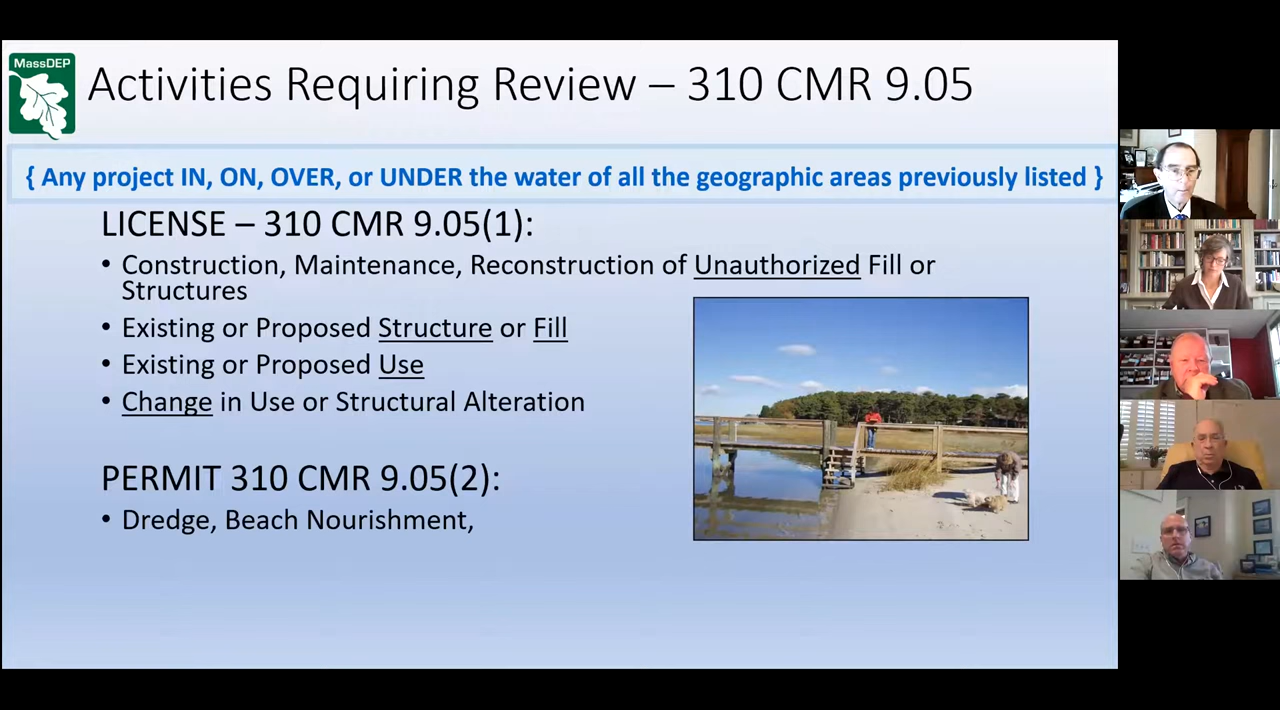 MassDEP
Activities Requiring Review – 310 CMR 9.05
{ Any project IN, ON, OVER, or UNDER the water of all the geographic areas previously listed }
LICENSE – 310 CMR 9.05(1):
• Construction, Maintenance, Reconstruction of Unauthorized Fill or
Structures
• Existing or Proposed Structure or Fill
• Existing or Proposed Use
• Change in Use or Structural Alteration
PERMIT 310 CMR 9.05(2):
• Dredge, Beach Nourishment,